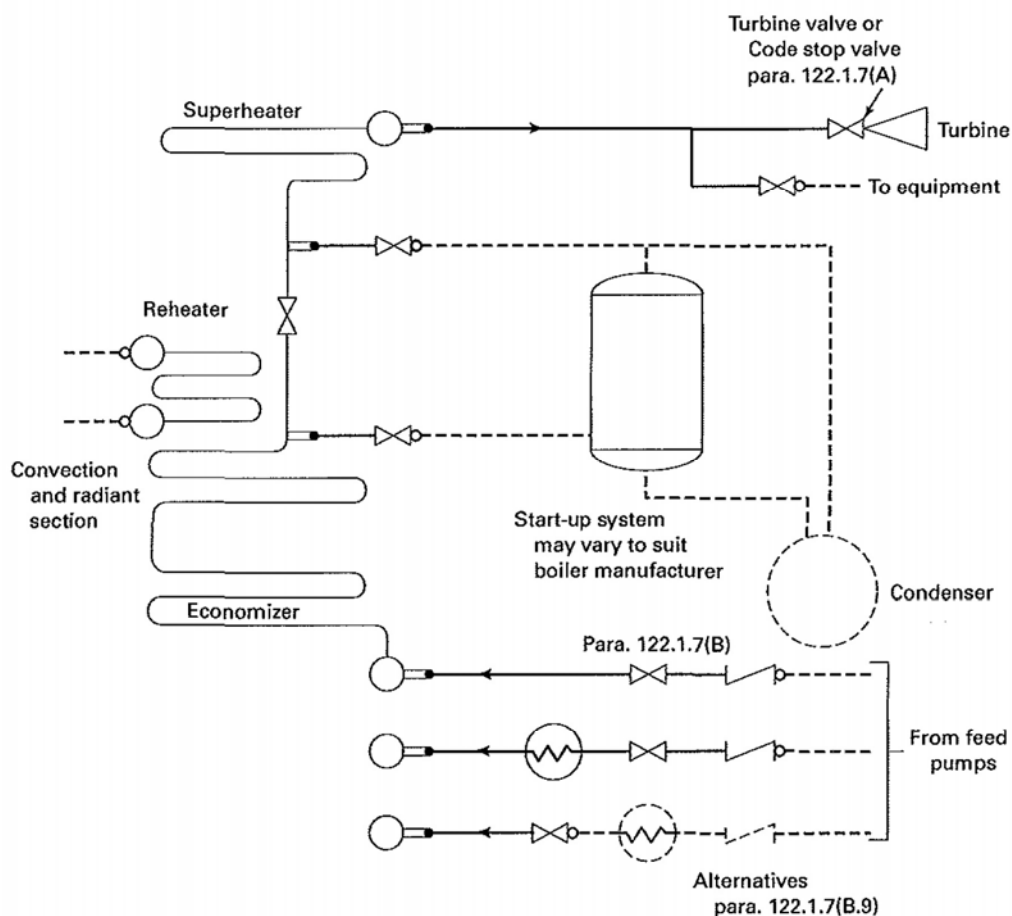 Turbine valve or
Code stop valve
para. 122.1.7(A)
Superheater
Turbine
To equipment
Reheater
Convection
and radiant
section
Start-up system
may vary to suit
boiler manufacturer
Economizer
Condenser
Para. 122.1.7(B)
From feed
pumps
Alternatives
para. 122.1.7(B.9)